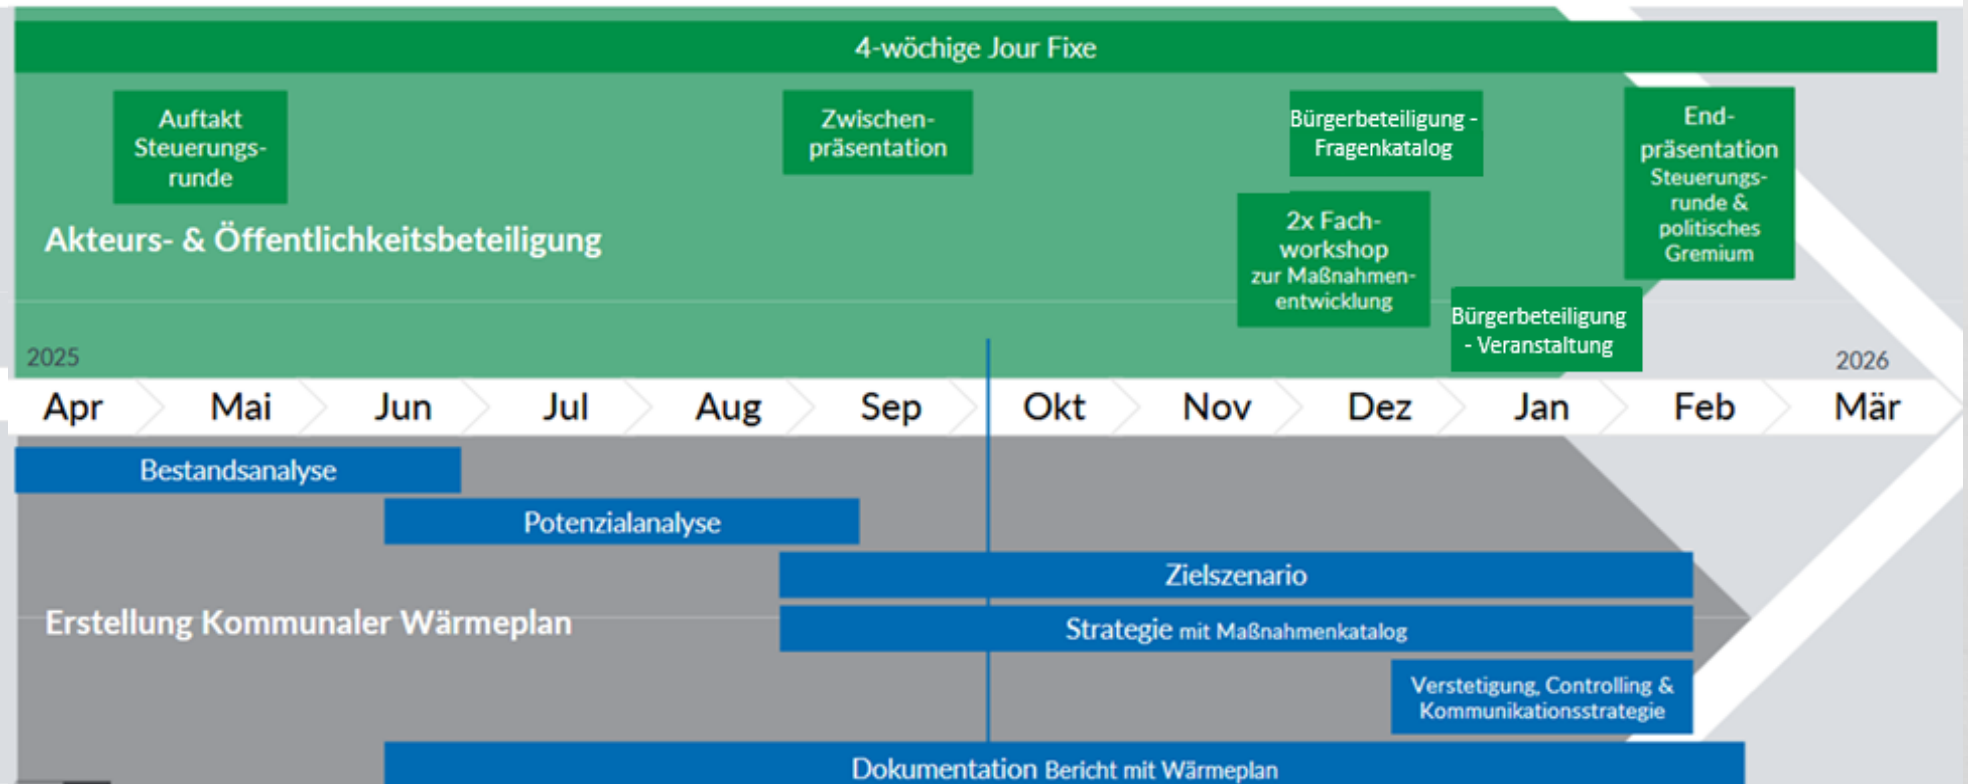 4-wöchige Jour Fixe
Auftakt
Steuerungs-
runde
Zwischen-
präsentation
Bürgerbeteiligung -
Fragenkatalog
End-
präsentation
Steuerungs-
runde &
politisches
Gremium
2x Fach-
workshop
zur Maßnahmen-
entwicklung
Akteurs- & Öffentlichkeitsbeteiligung
Bürgerbeteiligung
- Veranstaltung
2025
2026
Apr Mai Jun Jul Aug Sep Okt Nov Dez Jan Feb Mär
Bestandsanalyse
Potenzialanalyse
Zielszenario
Erstellung Kommunaler Wärmeplan
Strategie mit Maßnahmenkatalog
Verstetigung, Controlling &
Kommunikationsstrategie
Dokumentation Bericht mit Wärmeplan